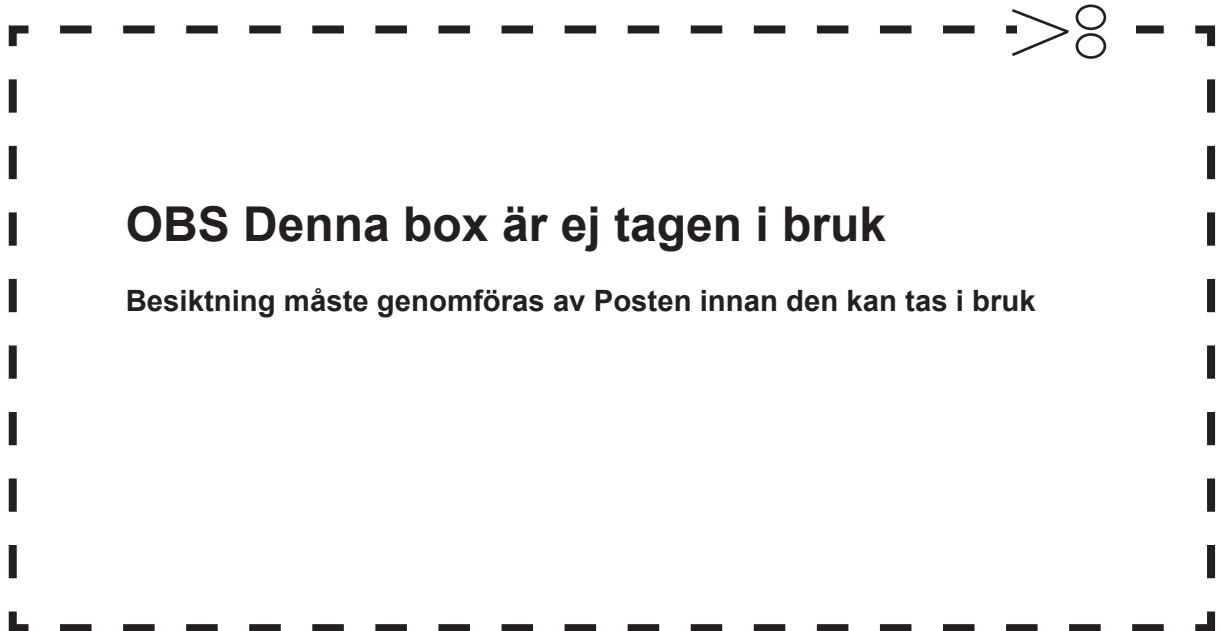 OBS Denna box är ej tagen i bruk
Besiktning måste genomföras av Posten innan den kan tas i bruk